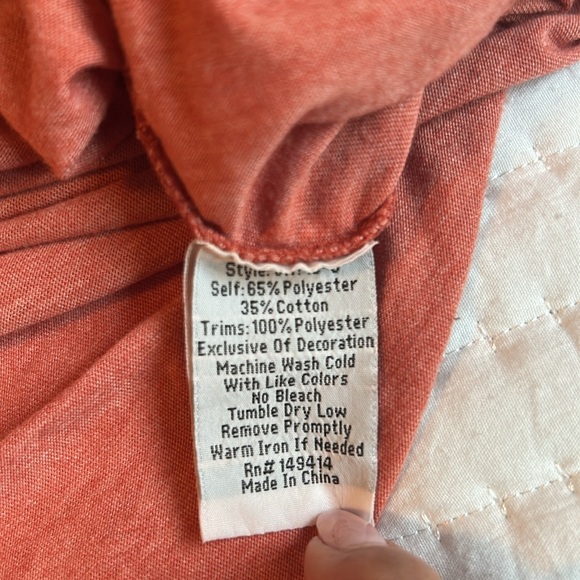 Style:
Self:65% Polyester
35% Cotton
Trims:100% Polyester
Exclusive Of Decoration
Machine Wash Cold
With Like Colors
No Bleach
Tumble Dry Low
Remove Promptly
Warm Iron If Needed
Rn# 149414
Made In China